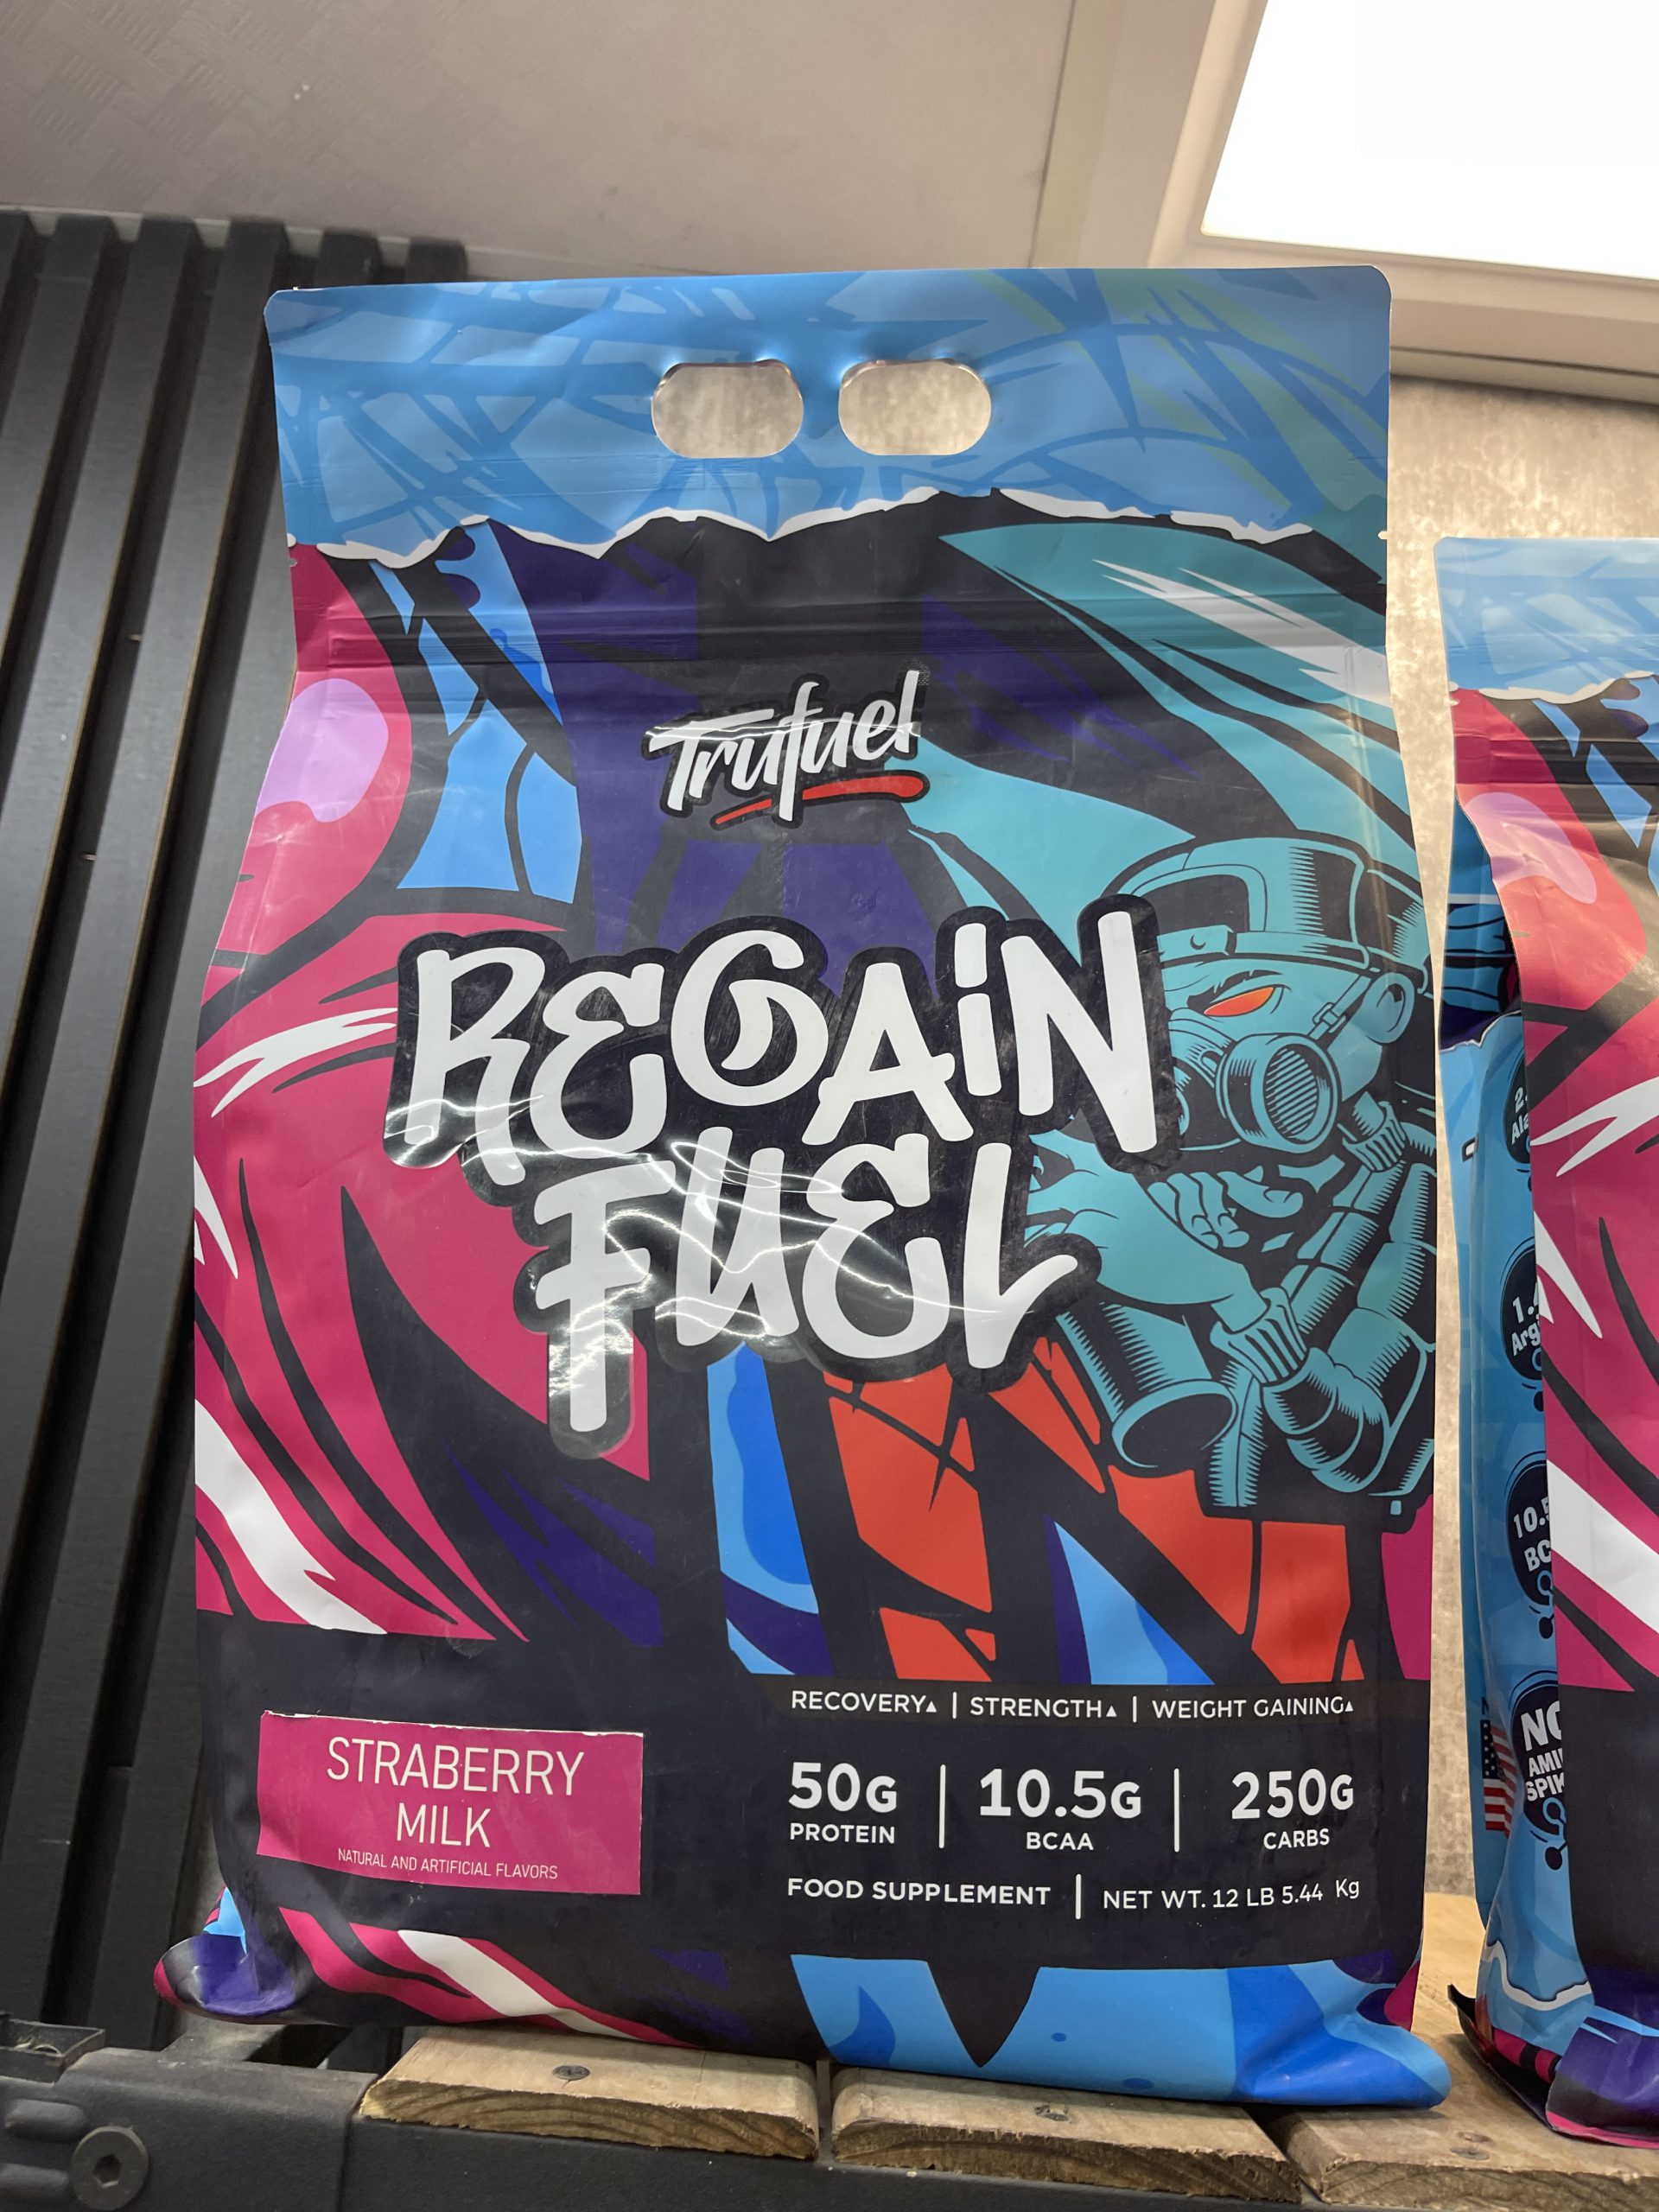 Trufuel
REGAiN
FUEL
RECOVERY▲ | STRENGTH▲ | WEIGHT GAINING▲
STRABERRY
MILK
NATURAL AND ARTIFICIAL FLAVORS
50G | 10.5G | 250G
PROTEIN BCAA CARBS
FOOD SUPPLEMENT | NET WT. 12 LB 5.44 Kg
NO